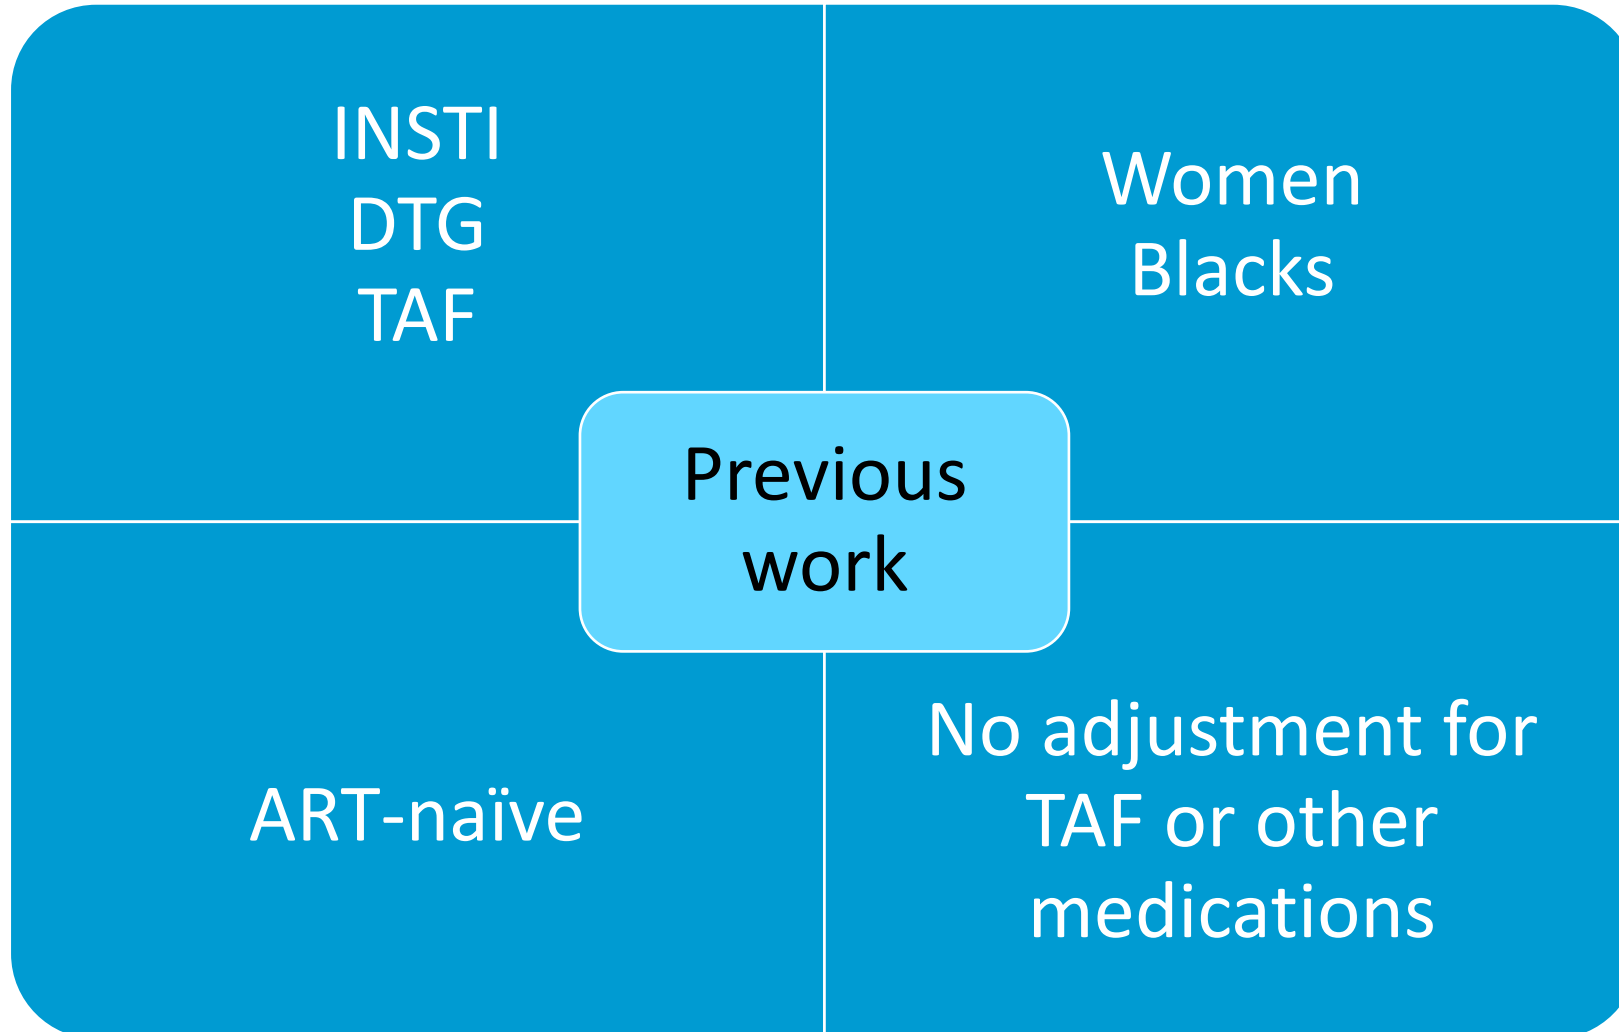 INSTI
DTG
TAF
Women
Blacks
Previous
work
ART-naïve
No adjustment for
TAF or other
medications